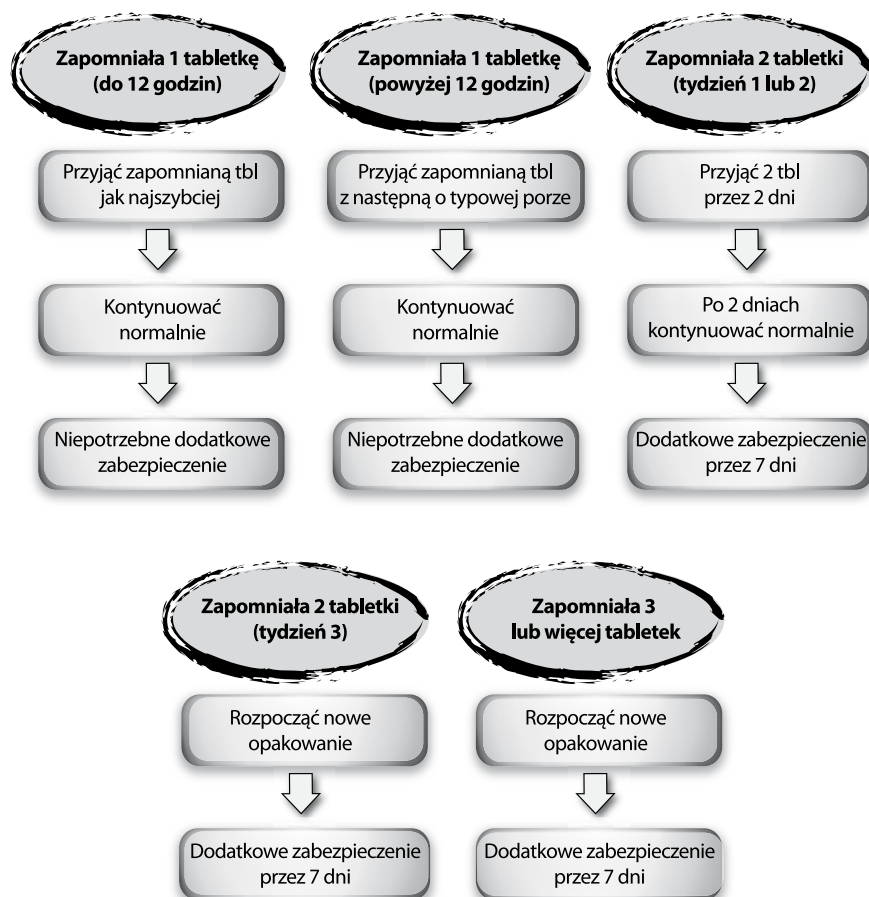 Zapomniała 1 tabletkę
(do 12 godzin)
Przyjąć zapomnianą tbl
jak najszybciej
Kontynuować
normalnie
Niepotrzebne dodatkowe
zabezpieczenie
Zapomniała 1 tabletkę
(powyżej 12 godzin)
Przyjąć zapomnianą tbl
z następną o typowej porze
Kontynuować
normalnie
Niepotrzebne dodatkowe
zabezpieczenie
Zapomniała 2 tabletki
(tydzień 1 lub 2)
Przyjąć 2 tbl
przez 2 dni
Po 2 dniach
kontynuować normalnie
Dodatkowe zabezpieczenie
przez 7 dni
Zapomniała 2 tabletki
(tydzień 3)
Rozpocząć nowe
opakowanie
Dodatkowe zabezpieczenie
przez 7 dni
Zapomniała 3
lub więcej tabletek
Rozpocząć nowe
opakowanie
Dodatkowe zabezpieczenie
przez 7 dni